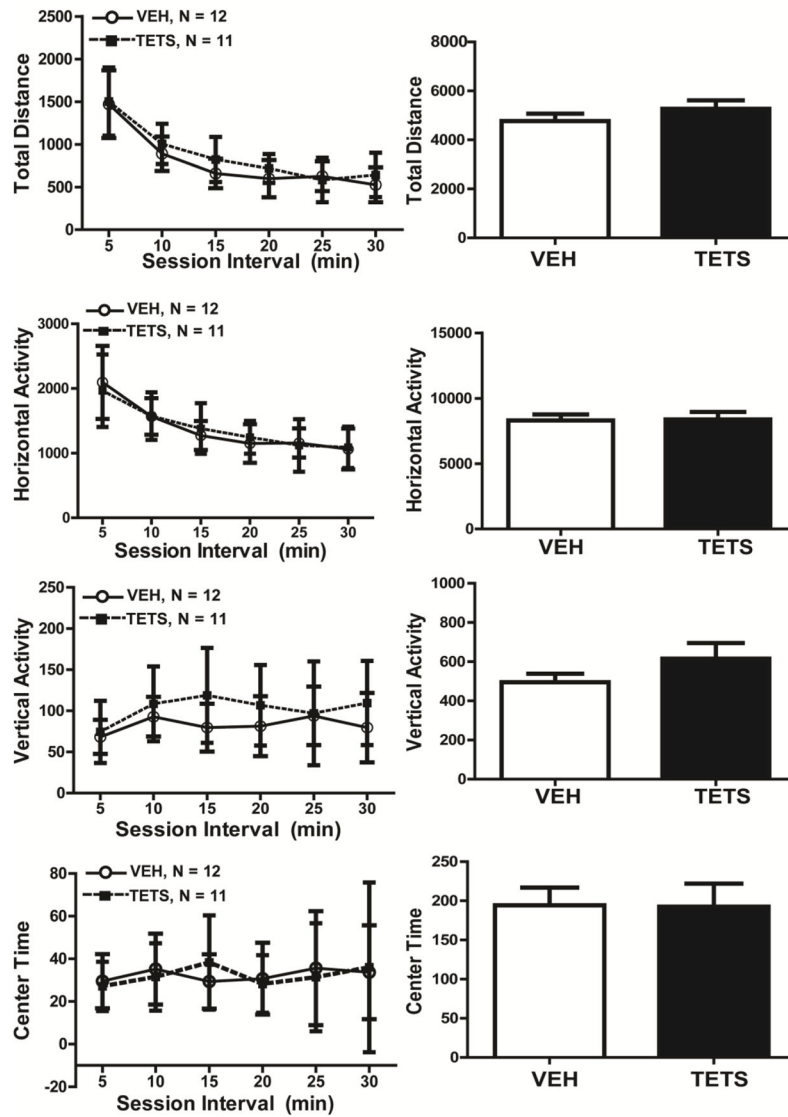 VEH, N = 12
TETS, N = 11
Total Distance
2500
2000
1500
1000
500
0
5 10 15 20 25 30
Session Interval (min)
Total Distance
8000
6000
4000
2000
0
VEH TETS
VEH, N = 12
TETS, N = 11
Horizontal Activity
3000
2000
1000
0
5 10 15 20 25 30
Session Interval (min)
Horizontal Activity
15000
10000
5000
0
VEH TETS
VEH, N = 12
TETS, N = 11
Vertical Activity
250
200
150
100
50
0
5 10 15 20 25 30
Session Interval (min)
Vertical Activity
1000
800
600
400
200
0
VEH TETS
VEH, N = 12
TETS, N = 11
Center Time
80
60
40
20
0
-20
5 10 15 20 25 30
Session Interval (min)
Center Time
250
200
150
100
50
0
VEH TETS